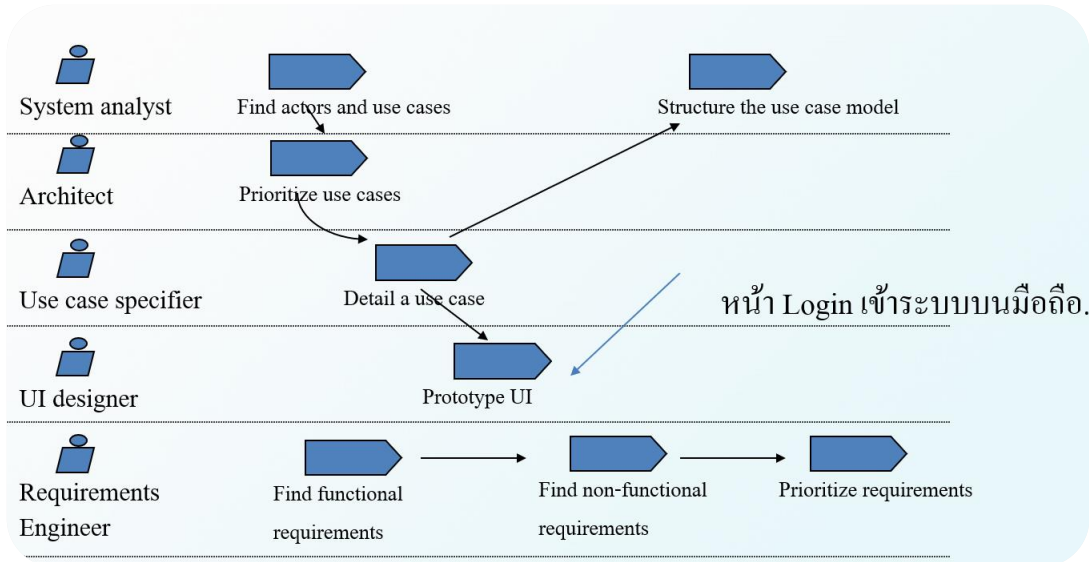 System analyst
Find actors and use cases
Structure the use case model
Architect
Prioritize use cases
Use case specifier
Detail a use case
หน้า Login เข้าระบบบนมือถือ.
UI designer
Prototype UI
Requirements
Engineer
Find functional
requirements
Find non-functional
requirements
Prioritize requirements